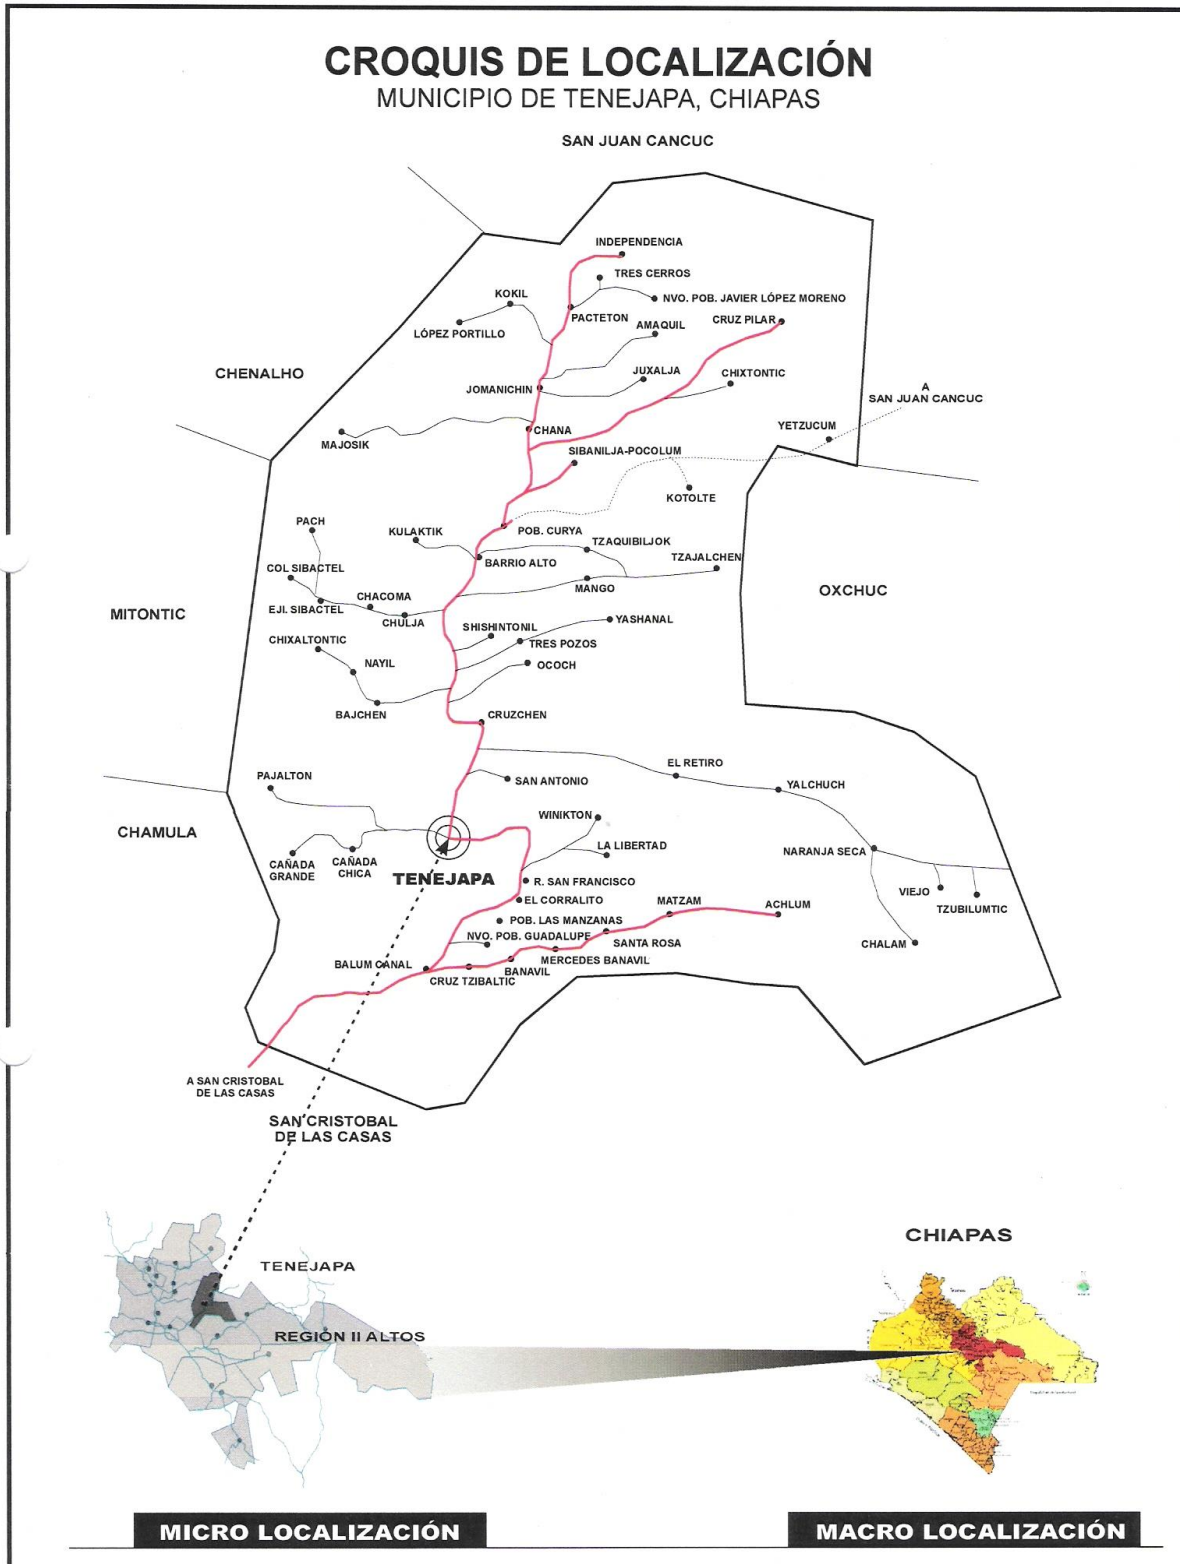 CROQUIS DE LOCALIZACIÓN
MUNICIPIO DE TENEJAPA, CHIAPAS
SAN JUAN CANCUC
INDEPENDENCIA
TRES CERROS
KOKIL
NVO. POB. JAVIER LÓPEZ MORENO
PACTETON
CRUZ PILAR
LÓPEZ PORTILLO
AMAQUIL
CHENALHO
JUXALJA
CHIXTONTIC
JOMANICHIN
A
SAN JUAN CANCUC
CHANA
YETZUCUM
MAJOSIK
SIBANILJA-POCOLUM
KOTOLTE
PACH
KULAKTIK
POB. CURYA
TZAQUIBILJOK
BARRIO ALTO
TZAJALCHEN
COL SIBACTEL
MANGO
OXCHUC
CHACOMA
EJI. SIBACTEL
MITONTIC
CHULJA
YASHANAL
SHISHINTONIL
CHIXALTONTIC
TRES POZOS
NAYIL
OCOCH
BAJCHEN
CRUZCHEN
EL RETIRO
PAJALTON
SAN ANTONIO
YALCHUCH
WINIKTON
CHAMULA
LA LIBERTAD
NARANJA SECA
CAÑADA
GRANDE
CAÑADA
CHICA
TENEJAPA
R. SAN FRANCISCO
VIEJO
EL CORRALITO
MATZAM
ACHLUM
TZUBILUMTIC
POB. LAS MANZANAS
NVO. POB. GUADALUPE
SANTA ROSA
CHALAM
MERCEDES BANAVIL
BALUM CANAL
BANAVIL
CRUZ TZIBALTIC
A SAN CRISTOBAL
DE LAS CASAS
SAN CRISTOBAL
DE LAS CASAS
CHIAPAS
TENEJAPA
REGIÓN II ALTOS
MICRO LOCALIZACIÓN
MACRO LOCALIZACIÓN